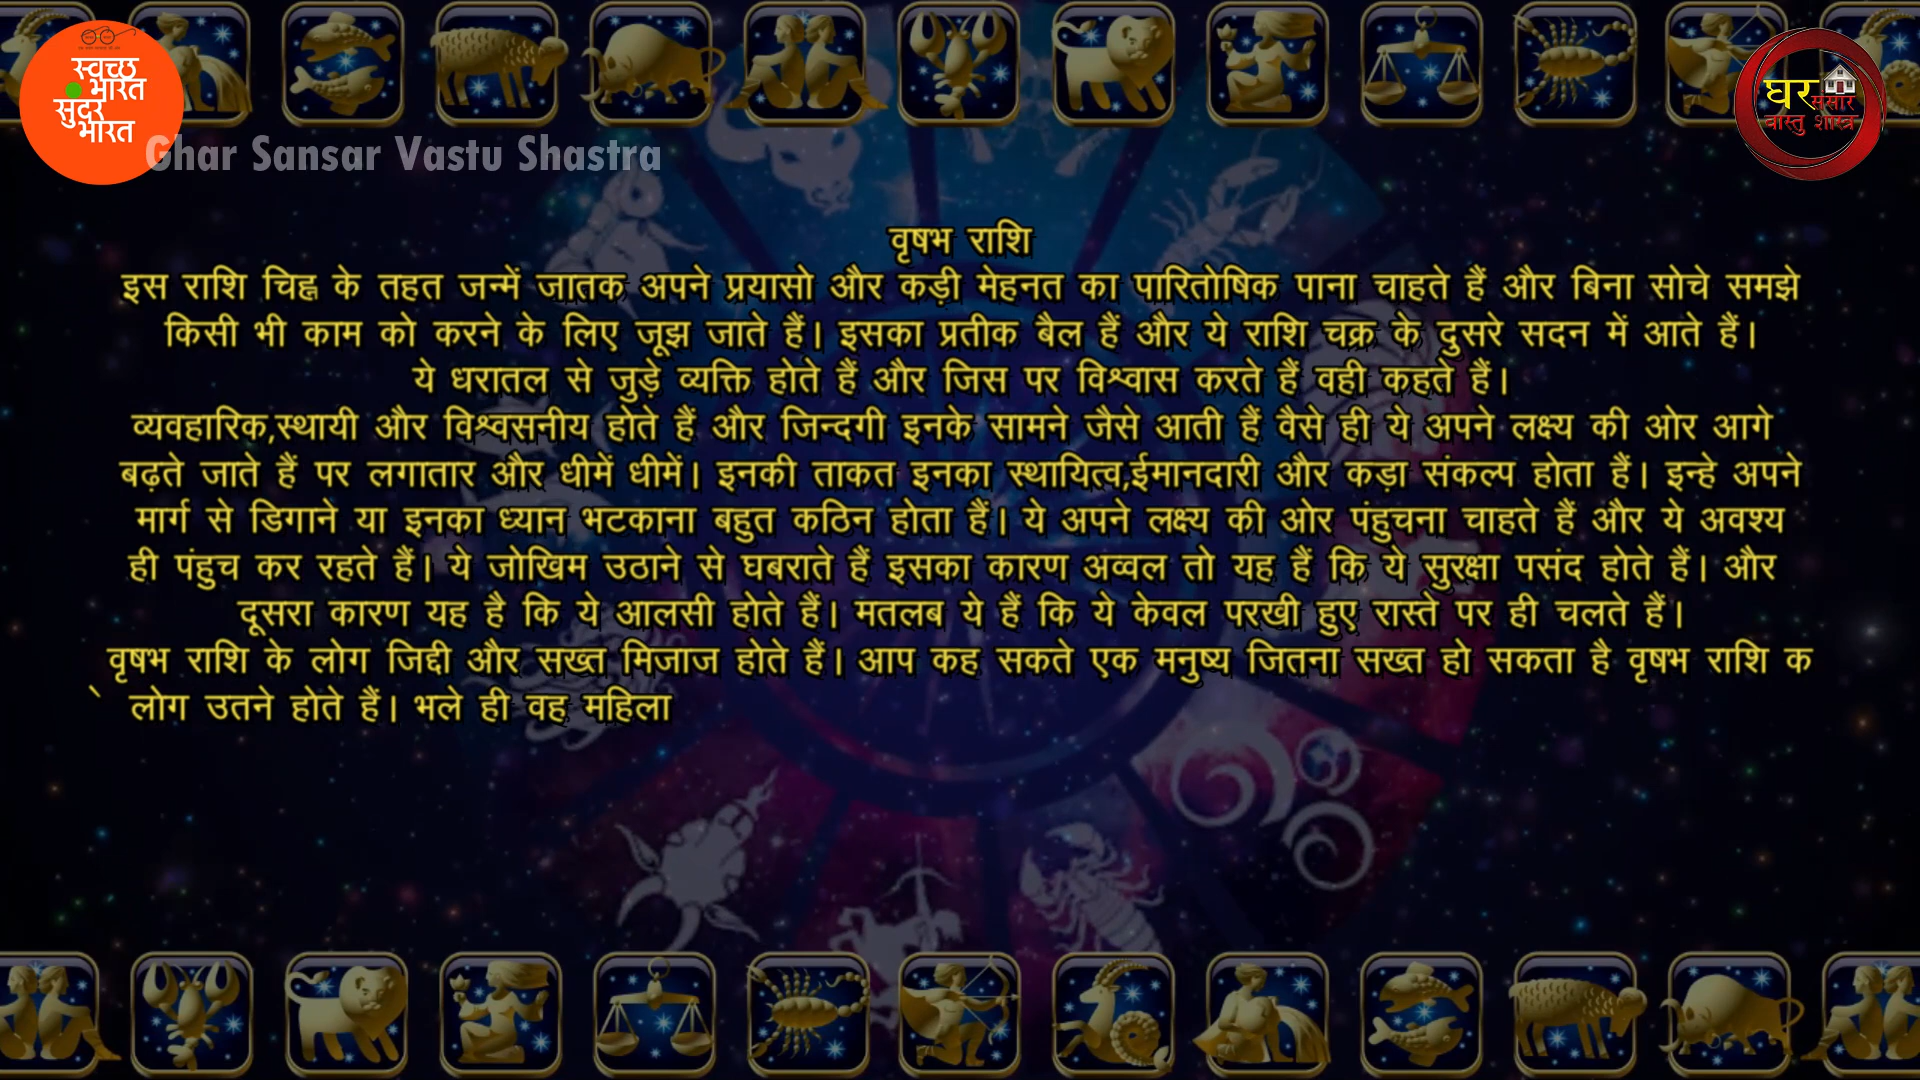 स्वच्छ
भारत
सुंदर
भारत
Ghar Sansar Vastu Shastra
घर
संसार
वास्तु शास्त्र
वृषभ राशि
इस राशि चिह्न के तहत जन्में जातक अपने प्रयासो और कड़ी मेहनत का पारितोषिक पाना चाहते हैं और बिना सोचे समझे
किसी भी काम को करने के लिए जूझ जाते हैं। इसका प्रतीक बैल हैं और ये राशि चक्र के दुसरे सदन में आते हैं।
ये धरातल से जुड़े व्यक्ति होते हैं और जिस पर विश्वास करते हैं वही कहते हैं।
व्यवहारिक,स्थायी और विश्वसनीय होते हैं और जिन्दगी इनके सामने जैसे आती हैं वैसे ही ये अपने लक्ष्य की ओर आगे
बढ़ते जाते हैं पर लगातार और धीमें धीमें। इनकी ताकत इनका स्थायित्व,ईमानदारी और कड़ा संकल्प होता हैं। इन्हे अपने
मार्ग से डिगाने या इनका ध्यान भटकाना बहुत कठिन होता हैं। ये अपने लक्ष्य की ओर पंहुचना चाहते हैं और ये अवश्य
ही पंहुच कर रहते हैं। ये जोखिम उठाने से घबराते हैं इसका कारण अव्वल तो यह हैं कि ये सुरक्षा पसंद होते हैं। और
दूसरा कारण यह है कि ये आलसी होते हैं। मतलब ये हैं कि ये केवल परखी हुए रास्ते पर ही चलते हैं।
वृषभ राशि के लोग जिद्दी और सख्त मिजाज होते हैं। आप कह सकते एक मनुष्य जितना सख्त हो सकता है वृषभ राशि क
े लोग उतने होते हैं। भले ही वह महिला